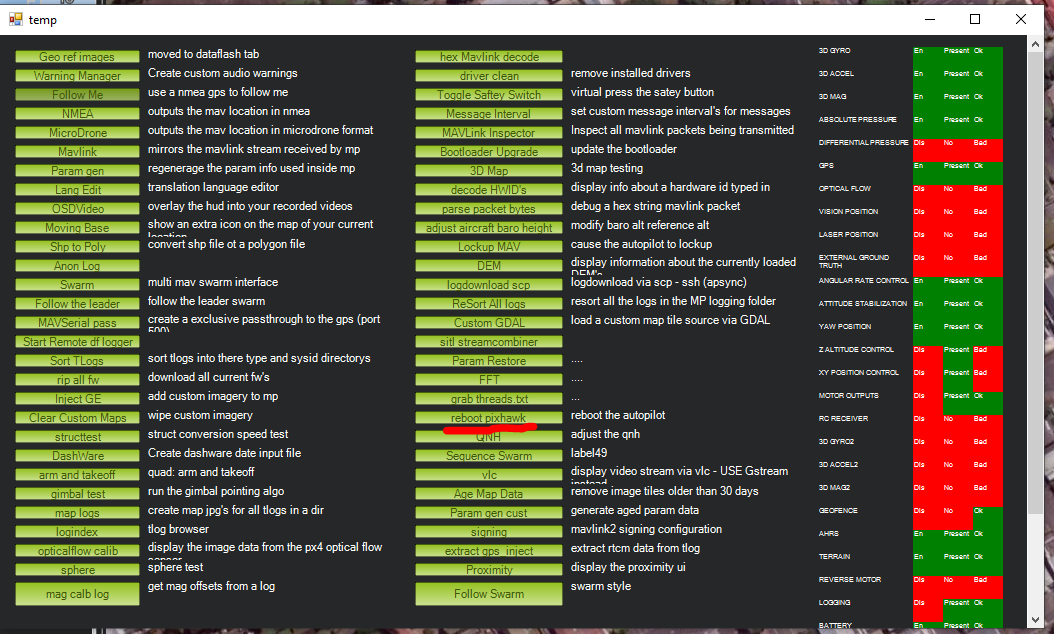 temp
Geo ref images moved to dataflash tab
Warning Manager Create custom audio warnings
Follow Me use a nmea gps to follow me
NMEA outputs the mav location in nmea
MicroDrone outputs the mav location in microdrone format
Mavlink mirrors the mavlink stream received by mp
Param gen regenerage the param info used inside mp
Lang Edit translation language editor
OSDVideo overlay the hud into your recorded videos
Moving Base show an extra icon on the map of your current
location
Shp to Poly convert shp file ot a polygon file
Anon Log
Swarm multi mav swarm interface
Follow the leader follow the leader swarm
MAVSerial pass create a exclusive passthrough to the gps (port
500)
Start Remote df logger
Sort TLogs sort tlogs into there type and sysid directorys
rip all fw download all current fw's
Inject GE add custom imagery to mp
Clear Custom Maps wipe custom imagery
structtest struct conversion speed test
DashWare Create dashware date input file
arm and takeoff quad: arm and takeoff
gimbal test run the gimbal pointing algo
map logs create map jpg's for all tlogs in a dir
logindex tlog browser
opticalflow calib display the image data from the px4 optical flow
sensor
sphere sphere test
mag calb log get mag offsets from a log
hex Mavlink decode
driver clean remove installed drivers
Toggle Saftey Switch virtual press the satey button
Message Interval set custom message interval's for messages
MAVLink Inspector Inspect all mavlink packets being transmitted
Bootloader Upgrade update the bootloader
3D Map 3d map testing
decode HWID's display info about a hardware id typed in
parse packet bytes debug a hex string mavlink packet
adjust aircraft baro height modify baro alt reference alt
Lockup MAV cause the autopilot to lockup
DEM display information about the currently loaded
DEM's
logdownload scp logdownload via scp - ssh (apsync)
ReSort All logs resort all the logs in the MP logging folder
Custom GDAL load a custom map tile source via GDAL
sitl streamcombiner
Param Restore ....
FFT ....
grab threads.txt ...
reboot pixhawk reboot the autopilot
QNH adjust the qnh
Sequence Swarm label49
vlc display video stream via vlc - USE Gstream
instead
Age Map Data remove image tiles older than 30 days
Param gen cust generate aged param data
signing mavlink2 signing configuration
extract gps_inject extract rtcm data from tlog
Proximity display the proximity ui
Follow Swarm swarm style
3D GYRO En Present Ok
3D ACCEL En Present Ok
3D MAG En Present Ok
ABSOLUTE PRESSURE En Present Ok
DIFFERENTIAL PRESSURE Dis No Bad
GPS En Present Ok
OPTICAL FLOW Dis No Bad
VISION POSITION Dis No Bad
LASER POSITION Dis No Bad
EXTERNAL GROUND
TRUTH Dis No Bad
ANGULAR RATE CONTROL En Present Ok
ATTITUDE STABILIZATION En Present Ok
YAW POSITION En Present Ok
Z ALTITUDE CONTROL Dis Present Bad
XY POSITION CONTROL Dis Present Bad
MOTOR OUTPUTS Dis Present Ok
RC RECEIVER Dis No Bad
3D GYRO2 Dis No Bad
3D ACCEL2 Dis No Bad
3D MAG2 Dis No Bad
GEOFENCE Dis No Ok
AHRS En Present Ok
TERRAIN En Present Ok
REVERSE MOTOR Dis No Bad
LOGGING Dis Present Ok
BATTERY En Present Ok